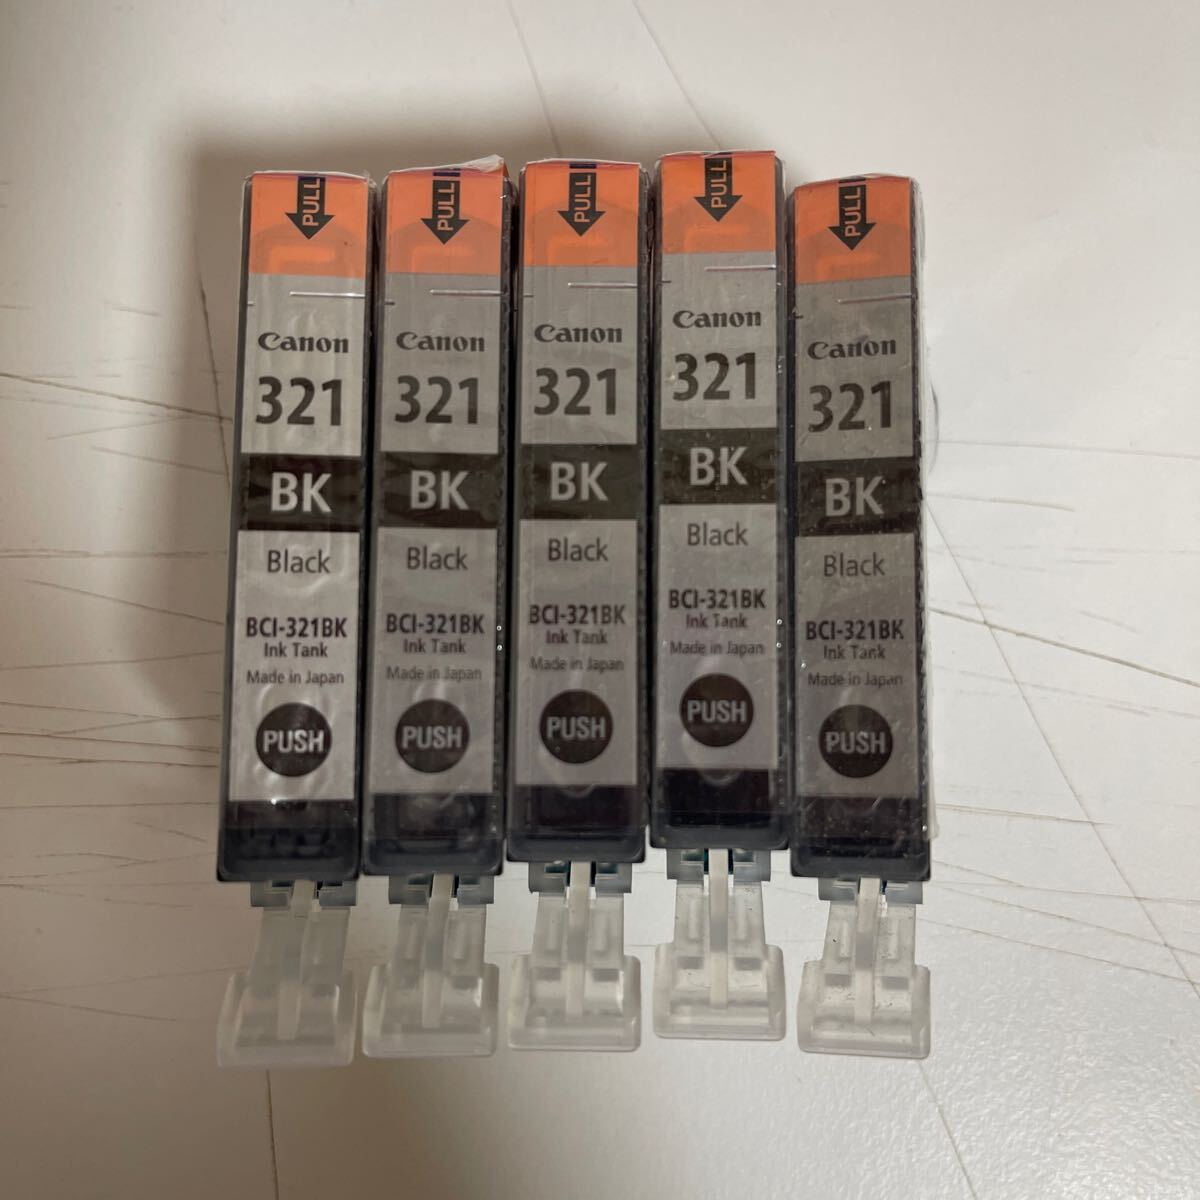 PULL
Canon
321
BK
Black
BCI-321BK
Ink Tank
Made in Japan
PUSH
PULL
Canon
321
BK
Black
BCI-321BK
Ink Tank
Made in Japan
PUSH
PULL
Canon
321
BK
Black
BCI-321BK
Ink Tank
Made in Japan
PUSH
PULL
Canon
321
BK
Black
BCI-321BK
Ink Tank
Made in Japan
PUSH
PULL
Canon
321
BK
Black
BCI-321BK
Ink Tank
Made in Japan
PUSH